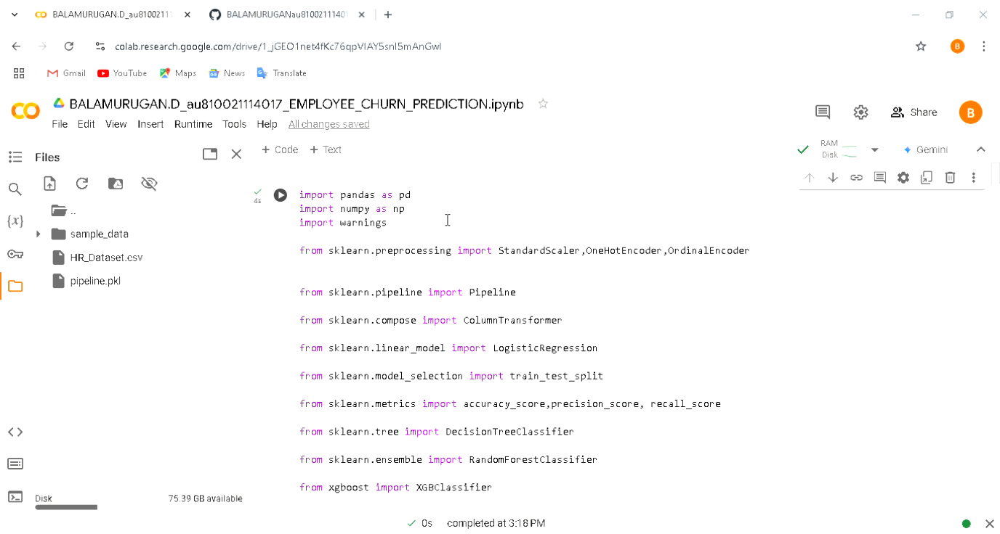 BALAMURUGAN.D_au8100211
BALAMURUGANau81002111401
colab.research.google.com/drive/1_jGEO1net4fKc76qpVIAY5snI5mAnGwI
B
Gmail YouTube Maps News Translate
BALAMURUGAN.D_au810021114017_EMPLOYEE_CHURN_PREDICTION.ipynb
File Edit View Insert Runtime Tools Help All changes saved
Share
B
Files
+ Code + Text
RAM
Disk
Gemini
..
sample_data
HR_Dataset.csv
pipeline.pkl
{x}
4s
import pandas as pd
import numpy as np
import warnings
from sklearn.preprocessing import StandardScaler,OneHotEncoder,OrdinalEncoder
from sklearn.pipeline import Pipeline
from sklearn.compose import ColumnTransformer
from sklearn.linear_model import LogisticRegression
from sklearn.model_selection import train_test_split
from sklearn.metrics import accuracy_score,precision_score, recall_score
from sklearn.tree import DecisionTreeClassifier
from sklearn.ensemble import RandomForestClassifier
from xgboost import XGBClassifier
Disk 75.39 GB available
0s completed at 3:18 PM